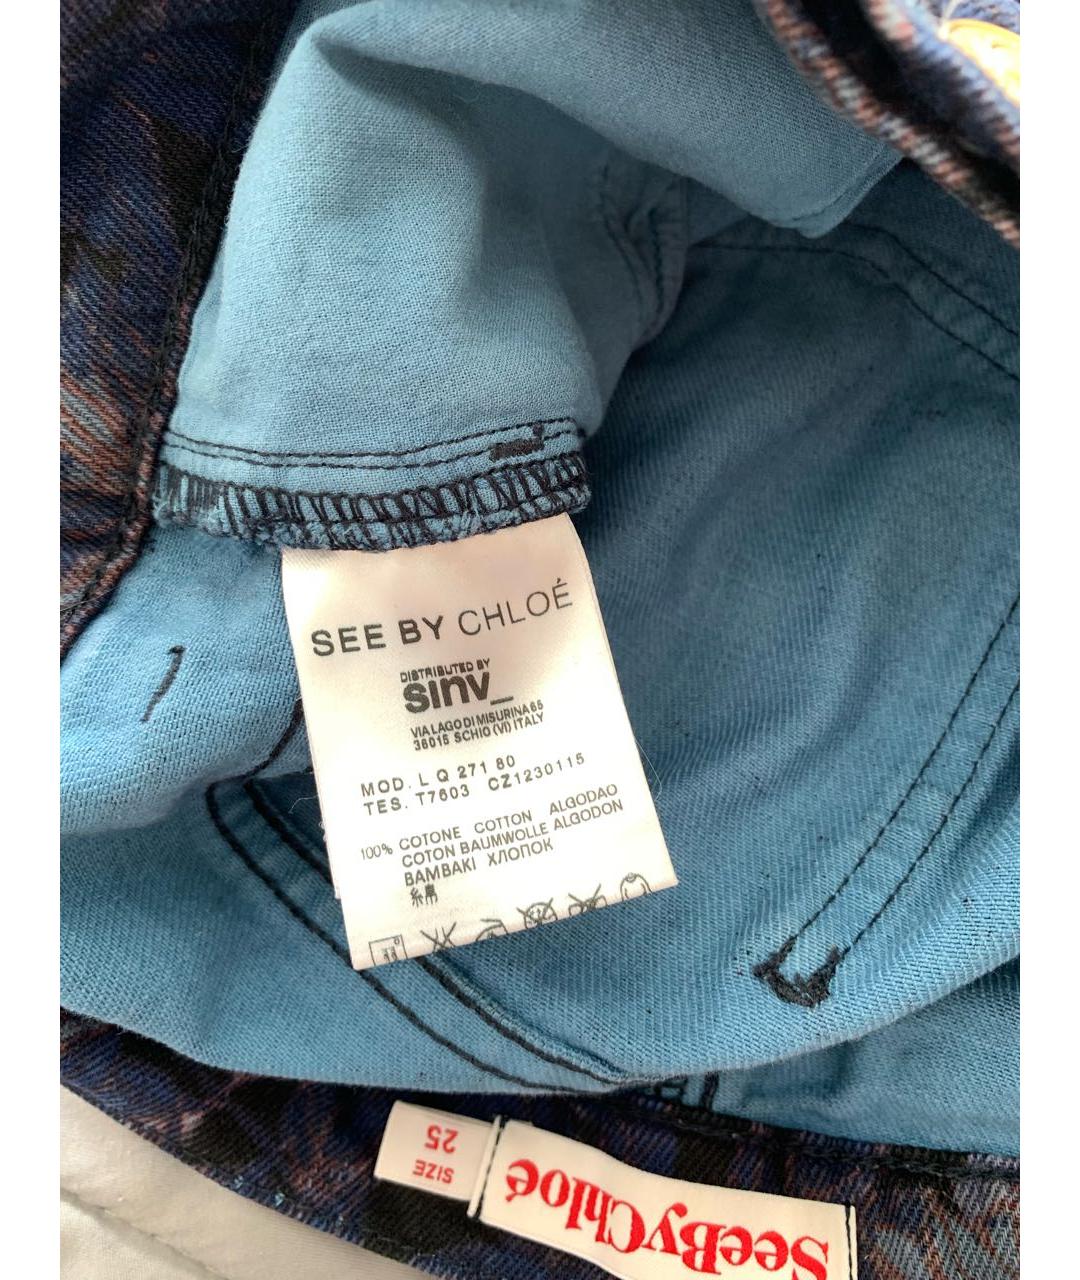 SEE BY CHLOÉ
DISTRIBUTED BY
sinv_
VIA LAGO DI MISURINA 65
36015 SCHIO (VI) ITALY
MOD. L Q 271 80
TES. T7603 CZ1230115
100% COTONE COTTON ALGODAO
COTON BAUMWOLLE ALGODON
BAMBAKI ХЛОПОК
SIZE
25
SeeByChloé